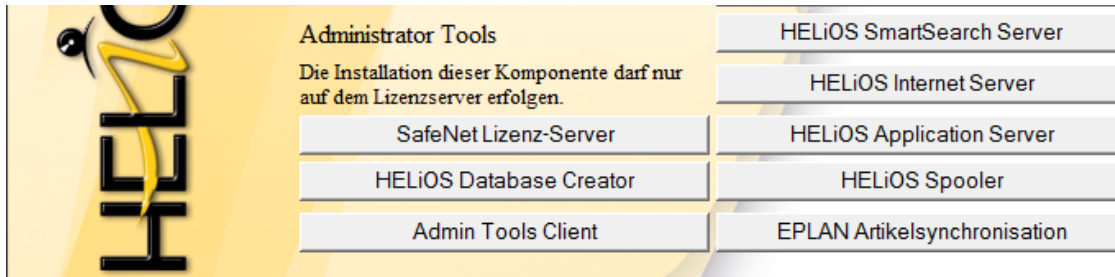 HELiO
Administrator Tools
Die Installation dieser Komponente darf nur
auf dem Lizenzserver erfolgen.
SafeNet Lizenz-Server
HELiOS Database Creator
Admin Tools Client
HELiOS SmartSearch Server
HELiOS Internet Server
HELiOS Application Server
HELiOS Spooler
EPLAN Artikelsynchronisation